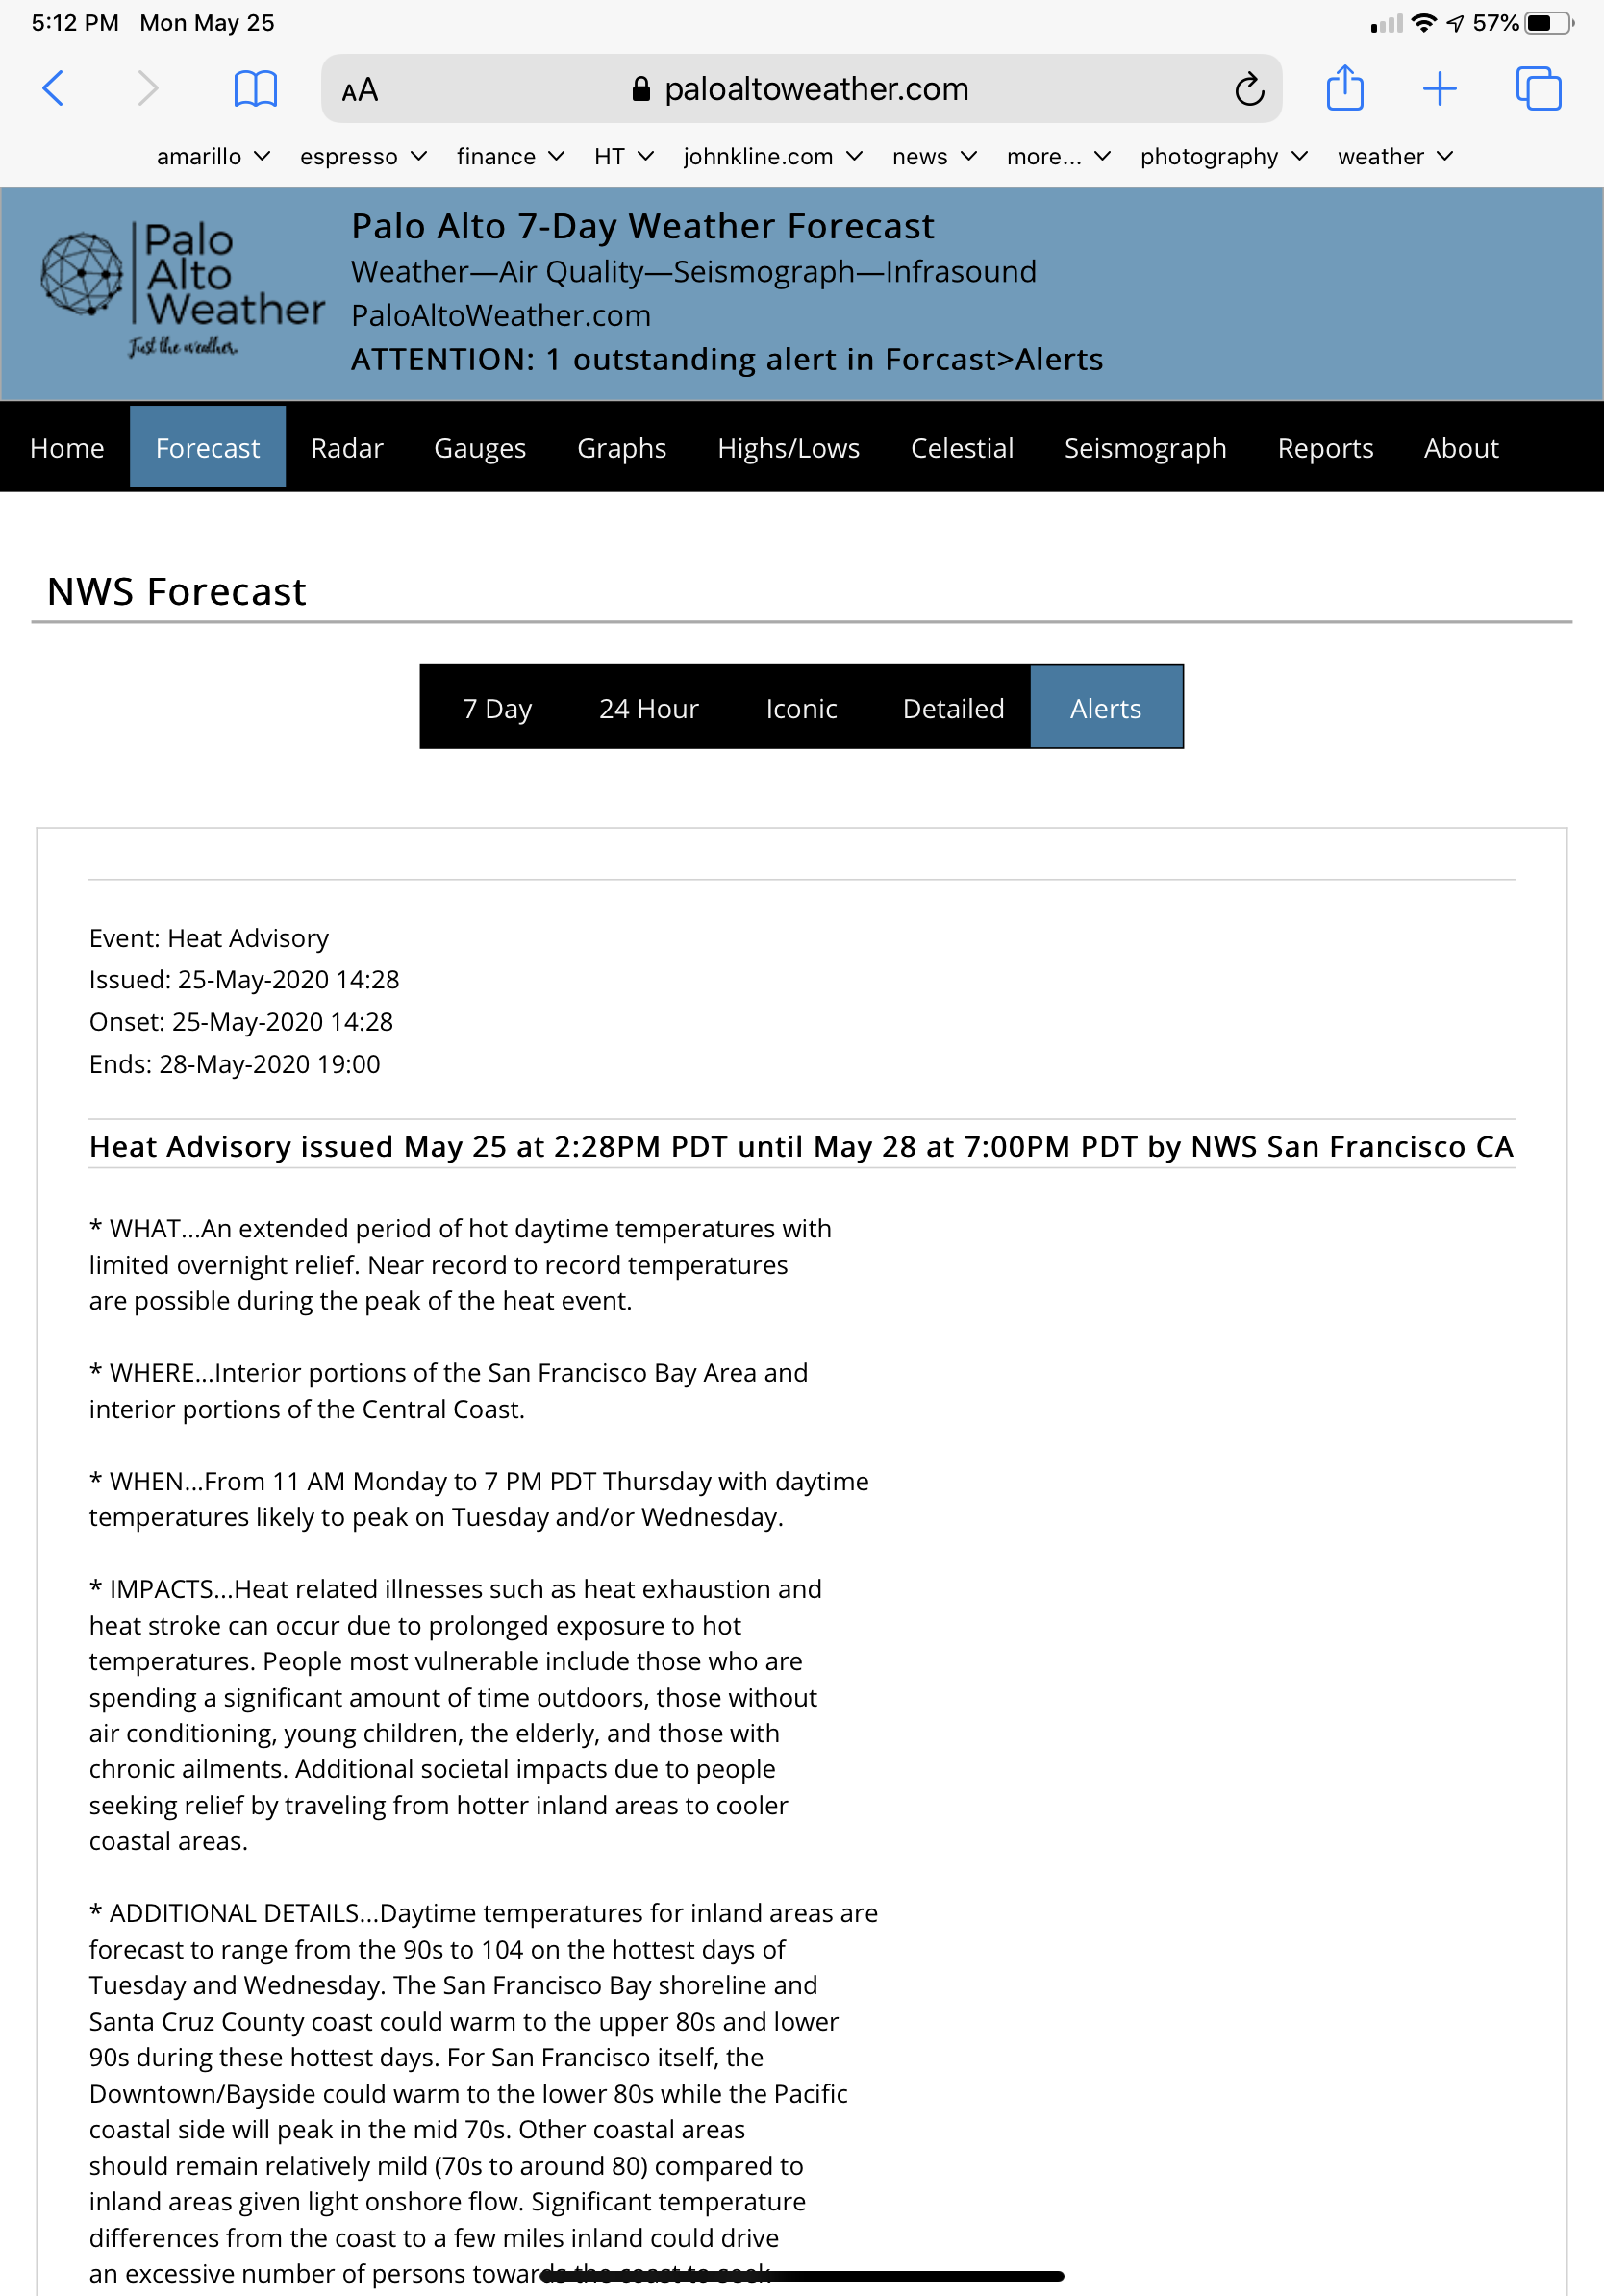 5:12 PM Mon May 25
57%
AA paloaltoweather.com
amarillo espresso finance HT johnkline.com news more... photography weather
Palo
Alto
Weather
Just the weather.
Palo Alto 7-Day Weather Forecast
Weather—Air Quality—Seismograph—Infrasound
PaloAltoWeather.com
ATTENTION: 1 outstanding alert in Forcast>Alerts
Home Forecast Radar Gauges Graphs Highs/Lows Celestial Seismograph Reports About
NWS Forecast
7 Day 24 Hour Iconic Detailed Alerts
Event: Heat Advisory
Issued: 25-May-2020 14:28
Onset: 25-May-2020 14:28
Ends: 28-May-2020 19:00
Heat Advisory issued May 25 at 2:28PM PDT until May 28 at 7:00PM PDT by NWS San Francisco CA
* WHAT...An extended period of hot daytime temperatures with
limited overnight relief. Near record to record temperatures
are possible during the peak of the heat event.
* WHERE...Interior portions of the San Francisco Bay Area and
interior portions of the Central Coast.
* WHEN...From 11 AM Monday to 7 PM PDT Thursday with daytime
temperatures likely to peak on Tuesday and/or Wednesday.
* IMPACTS...Heat related illnesses such as heat exhaustion and
heat stroke can occur due to prolonged exposure to hot
temperatures. People most vulnerable include those who are
spending a significant amount of time outdoors, those without
air conditioning, young children, the elderly, and those with
chronic ailments. Additional societal impacts due to people
seeking relief by traveling from hotter inland areas to cooler
coastal areas.
* ADDITIONAL DETAILS...Daytime temperatures for inland areas are
forecast to range from the 90s to 104 on the hottest days of
Tuesday and Wednesday. The San Francisco Bay shoreline and
Santa Cruz County coast could warm to the upper 80s and lower
90s during these hottest days. For San Francisco itself, the
Downtown/Bayside could warm to the lower 80s while the Pacific
coastal side will peak in the mid 70s. Other coastal areas
should remain relatively mild (70s to around 80) compared to
inland areas given light onshore flow. Significant temperature
differences from the coast to a few miles inland could drive
an excessive number of persons towards the coast to seek